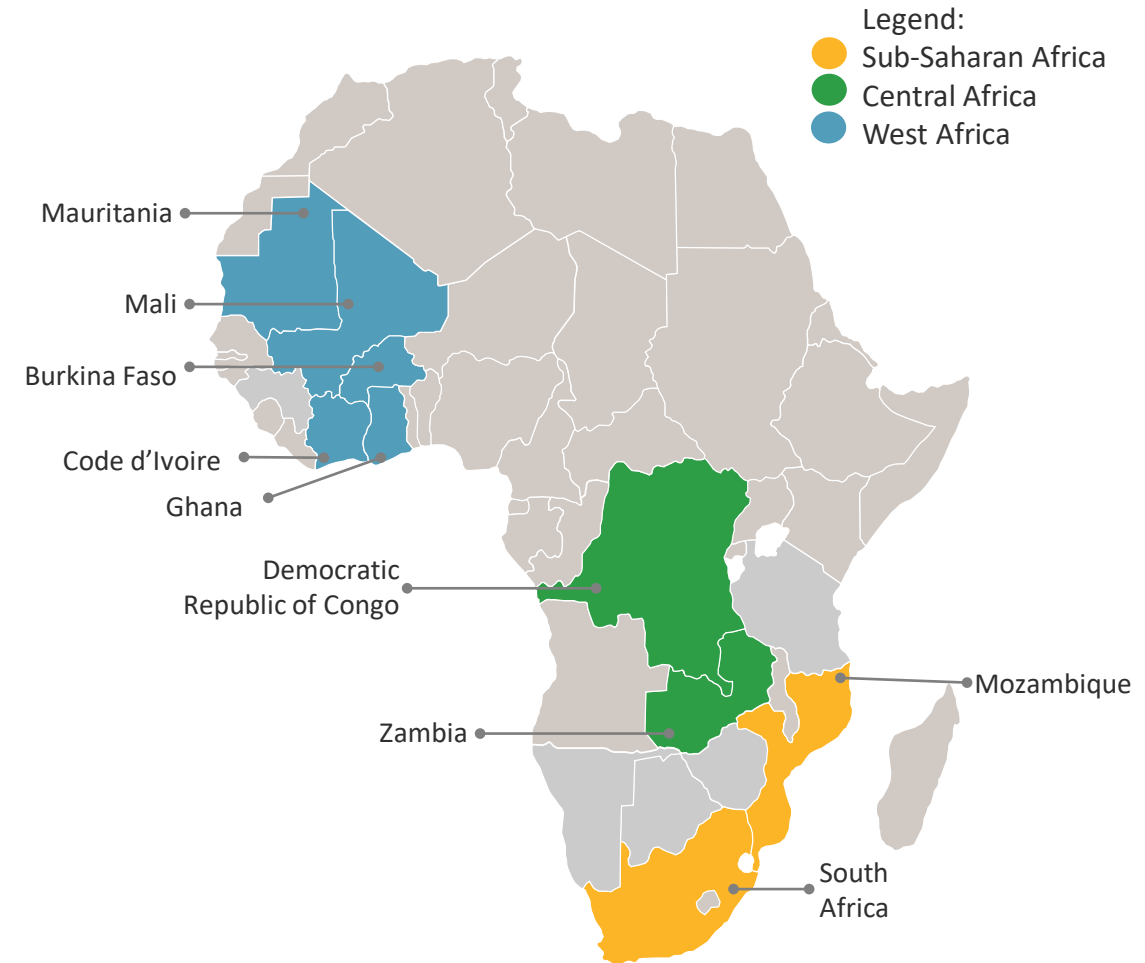 Legend:
Sub-Saharan Africa
Central Africa
West Africa
Mauritania
Mali
Burkina Faso
Code d’Ivoire
Ghana
Democratic
Republic of Congo
Mozambique
Zambia
South
Africa